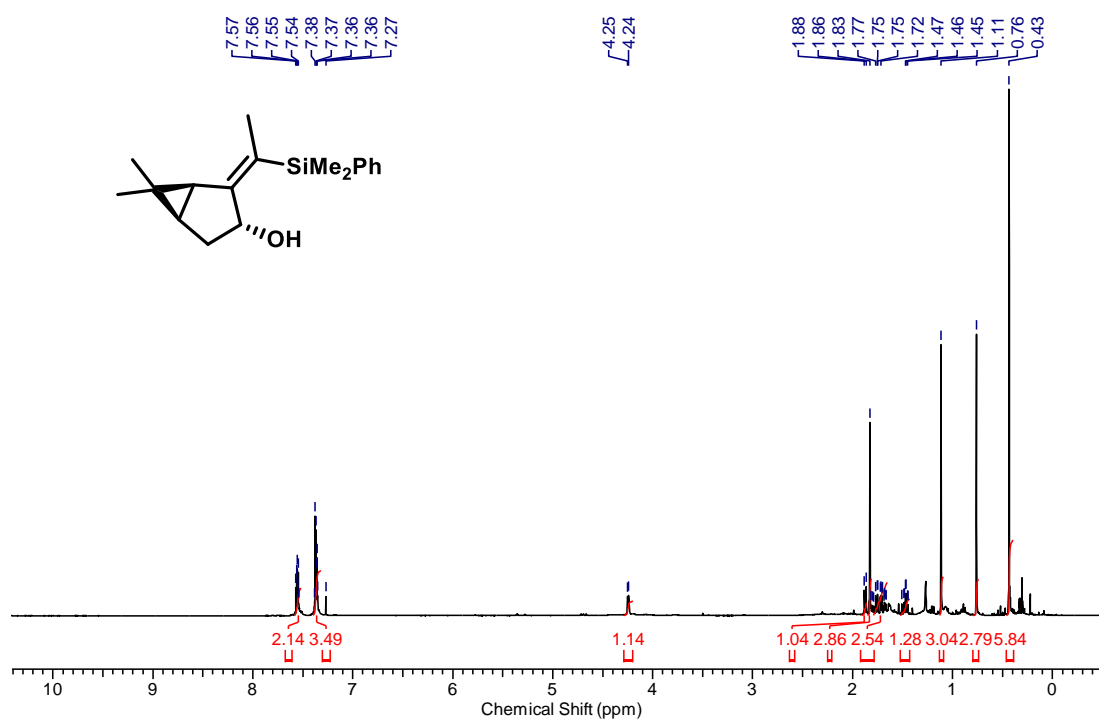 7.57 7.56 7.55 7.54 7.38 7.37 7.36 7.36 7.27 4.25 4.24 1.88 1.86 1.83 1.77 1.75 1.75 1.72 1.47 1.46 1.45 1.11 0.76 0.43
SiMe2Ph
OH
2.14 3.49 1.14 1.04 2.86 2.54 1.28 3.04 2.79 5.84
10 9 8 7 6 5 4 3 2 1 0
Chemical Shift (ppm)